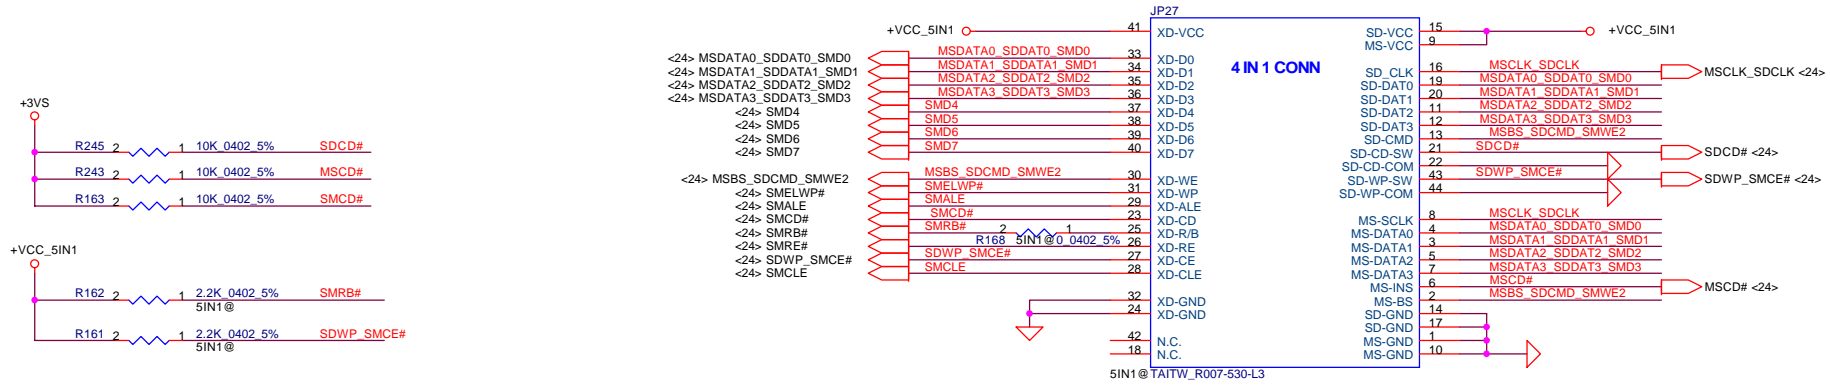 +3VS
R245 2 1 10K_0402_5% SDCD#
R243 2 1 10K_0402_5% MSCD#
R163 2 1 10K_0402_5% SMCD#
+VCC_5IN1
R162 2 1 2.2K_0402_5% SMRB#
5IN1@
R161 2 1 2.2K_0402_5% SDWP_SMCE#
5IN1@
JP27
4 IN 1 CONN
+VCC_5IN1 41 XD-VCC
<24> MSDATA0_SDDAT0_SMD0 MSDATA0_SDDAT0_SMD0 33 XD-D0
<24> MSDATA1_SDDATA1_SMD1 MSDATA1_SDDATA1_SMD1 34 XD-D1
<24> MSDATA2_SDDAT2_SMD2 MSDATA2_SDDAT2_SMD2 35 XD-D2
<24> MSDATA3_SDDAT3_SMD3 MSDATA3_SDDAT3_SMD3 36 XD-D3
<24> SMD4 SMD4 37 XD-D4
<24> SMD5 SMD5 38 XD-D5
<24> SMD6 SMD6 39 XD-D6
<24> SMD7 SMD7 40 XD-D7
<24> MSBS_SDCMD_SMWE2 MSBS_SDCMD_SMWE2 30 XD-WE
<24> SMELWP# SMELWP# 31 XD-WP
<24> SMALE SMALE 29 XD-ALE
<24> SMCD# SMCD# 23 XD-CD
<24> SMRB# SMRB# 2 1 25 XD-R/B
R168 5IN1@ 0_0402_5%
<24> SMRE# 26 XD-RE
<24> SDWP_SMCE# SDWP_SMCE# 27 XD-CE
<24> SMCLE SMCLE 28 XD-CLE
32 XD-GND
24 XD-GND
42 N.C.
18 N.C.
5IN1@ TAITW_R007-530-L3
SD-VCC 15 +VCC_5IN1
MS-VCC 9
SD_CLK 16 MSCLK_SDCLK MSCLK_SDCLK <24>
SD-DAT0 19 MSDATA0_SDDAT0_SMD0
SD-DAT1 20 MSDATA1_SDDATA1_SMD1
SD-DAT2 11 MSDATA2_SDDAT2_SMD2
SD-DAT3 12 MSDATA3_SDDAT3_SMD3
SD-CMD 13 MSBS_SDCMD_SMWE2
SD-CD-SW 21 SDCD# SDCD# <24>
SD-CD-COM 22
SD-WP-SW 43 SDWP_SMCE# SDWP_SMCE# <24>
SD-WP-COM 44
MS-SCLK 8 MSCLK_SDCLK
MS-DATA0 4 MSDATA0_SDDAT0_SMD0
MS-DATA1 3 MSDATA1_SDDATA1_SMD1
MS-DATA2 5 MSDATA2_SDDAT2_SMD2
MS-DATA3 7 MSDATA3_SDDAT3_SMD3
MS-INS 6 MSCD# MSCD# <24>
MS-BS 2 MSBS_SDCMD_SMWE2
SD-GND 14
SD-GND 17
MS-GND 1
MS-GND 10